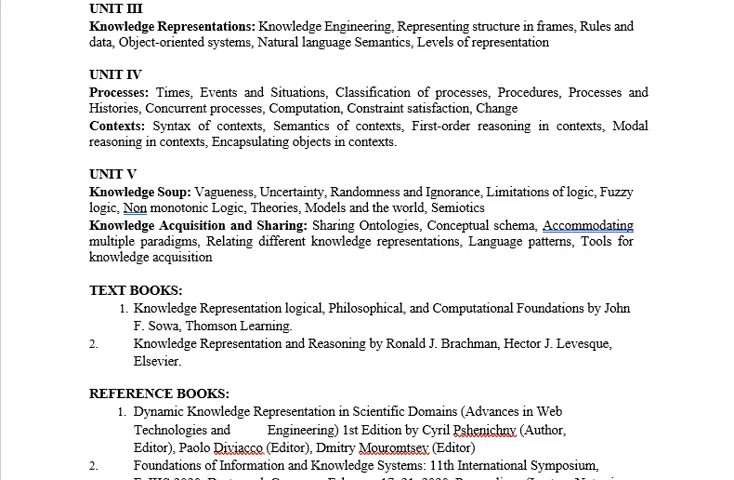 UNIT III
Knowledge Representations: Knowledge Engineering, Representing structure in frames, Rules and
data, Object-oriented systems, Natural language Semantics, Levels of representation
UNIT IV
Processes: Times, Events and Situations, Classification of processes, Procedures, Processes and
Histories, Concurrent processes, Computation, Constraint satisfaction, Change
Contexts: Syntax of contexts, Semantics of contexts, First-order reasoning in contexts, Modal
reasoning in contexts, Encapsulating objects in contexts.
UNIT V
Knowledge Soup: Vagueness, Uncertainty, Randomness and Ignorance, Limitations of logic, Fuzzy
logic, Non monotonic Logic, Theories, Models and the world, Semiotics
Knowledge Acquisition and Sharing: Sharing Ontologies, Conceptual schema, Accommodating
multiple paradigms, Relating different knowledge representations, Language patterns, Tools for
knowledge acquisition
TEXT BOOKS:
1. Knowledge Representation logical, Philosophical, and Computational Foundations by John
F. Sowa, Thomson Learning.
2. Knowledge Representation and Reasoning by Ronald J. Brachman, Hector J. Levesque,
Elsevier.
REFERENCE BOOKS:
1. Dynamic Knowledge Representation in Scientific Domains (Advances in Web
Technologies and Engineering) 1st Edition by Cyril Pshenichny (Author,
Editor), Paolo Diviacco (Editor), Dmitry Mouromtsev (Editor)
2. Foundations of Information and Knowledge Systems: 11th International Symposium,